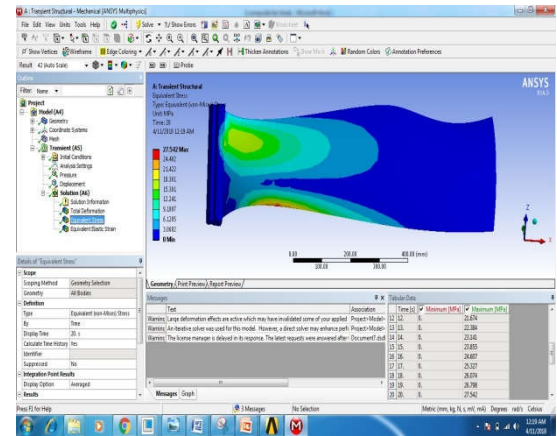 A: Transient Structural - Mechanical [ANSYS Multiphysics]
File Edit View Units Tools Help Solve ?/ Show Errors Worksheet
Show Vertices Wireframe Edge Coloring Thicken Annotations Show Mesh Random Colors Annotation Preferences
Result 42 (Auto Scale) Probe
Outline
Filter: Name
Project
Model (A4)
Geometry
Coordinate Systems
Mesh
Transient (A5)
Initial Conditions
Analysis Settings
Pressure
Displacement
Solution (A6)
Solution Information
Total Deformation
Equivalent Stress
Equivalent Elastic Strain
Details of "Equivalent Stress"
Scope
Scoping Method Geometry Selection
Geometry All Bodies
Definition
Type Equivalent (von-Mises) Stress
By Time
Display Time 20. s
Calculate Time History Yes
Identifier
Suppressed No
Integration Point Results
Display Option Averaged
Results
A: Transient Structural
Equivalent Stress
Type: Equivalent (von-Mises) Stress
Unit: MPa
Time: 20
4/11/2018 12:19 AM
27.542 Max
24.482
21.422
18.361
15.301
12.241
9.1807
6.1205
3.0602
0 Min
ANSYS
Z
X
0.00 200.00 400.00 (mm)
100.00 300.00
Geometry Print Preview Report Preview
Messages
Text Association
Warning Large deformation effects are active which may have invalidated some of your applied Project>Model>
Warning An iterative solver was used for this model. However, a direct solver may enhance perfo Project>Model>
Warning The license manager is delayed in its response. The latest requests were answered after Document7.dsdb
Messages Graph
Tabular Data
Time [s] Minimum [MPa] Maximum [MPa]
12 12. 0. 21.674
13 13. 0. 22.384
14 14. 0. 23.141
15 15. 0. 23.855
16 16. 0. 24.607
17 17. 0. 25.327
18 18. 0. 26.074
19 19. 0. 26.798
20 20. 0. 27.542
Press F1 for Help 3 Messages No Selection Metric (mm, kg, N, s, mV, mA) Degrees rad/s Celsius
12:19 AM
4/11/2018